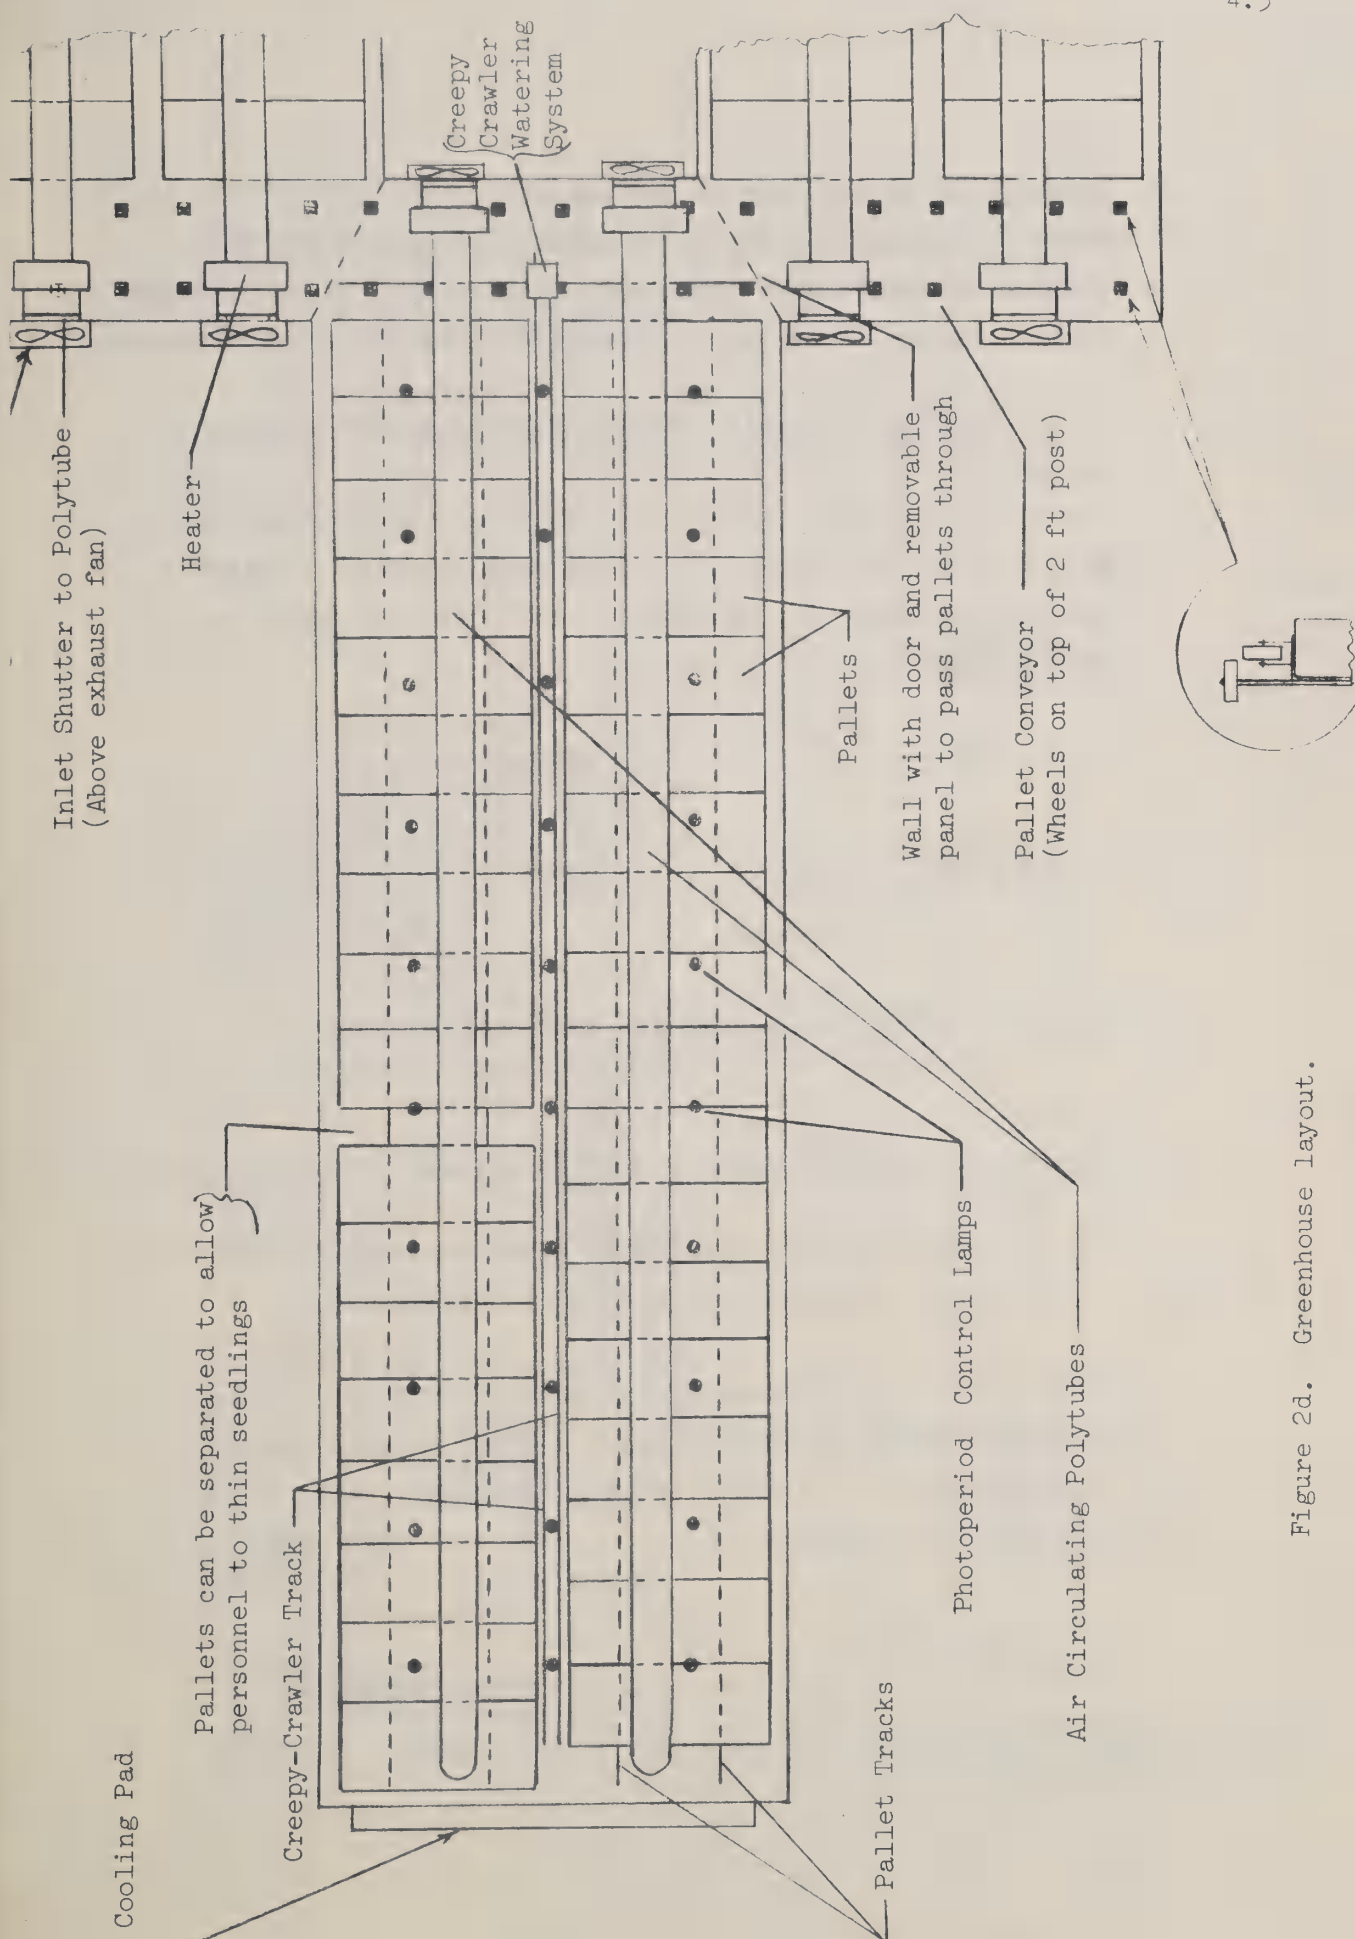 Creepy
Crawler
Watering
System
Inlet Shutter to Polytube
(Above exhaust fan)
Heater
Pallets
Wall with door and removable
panel to pass pallets through
Pallet Conveyor
(Wheels on top of 2 ft post)
Pallets can be separated to allow
personnel to thin seedlings
Creepy-Crawler Track
Cooling Pad
Photoperiod Control Lamps
Air Circulating Polytubes
Pallet Tracks
Figure 2d. Greenhouse layout.